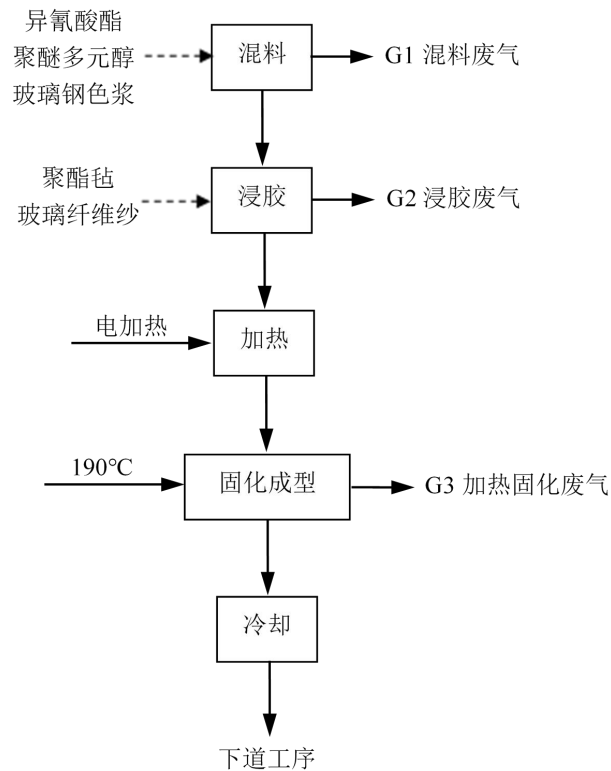 异氰酸酯
聚醚多元醇
玻璃钢色浆
混料
G1 混料废气
聚酯毡
玻璃纤维纱
浸胶
G2 浸胶废气
电加热
加热
190℃
固化成型
G3 加热固化废气
冷却
下道工序